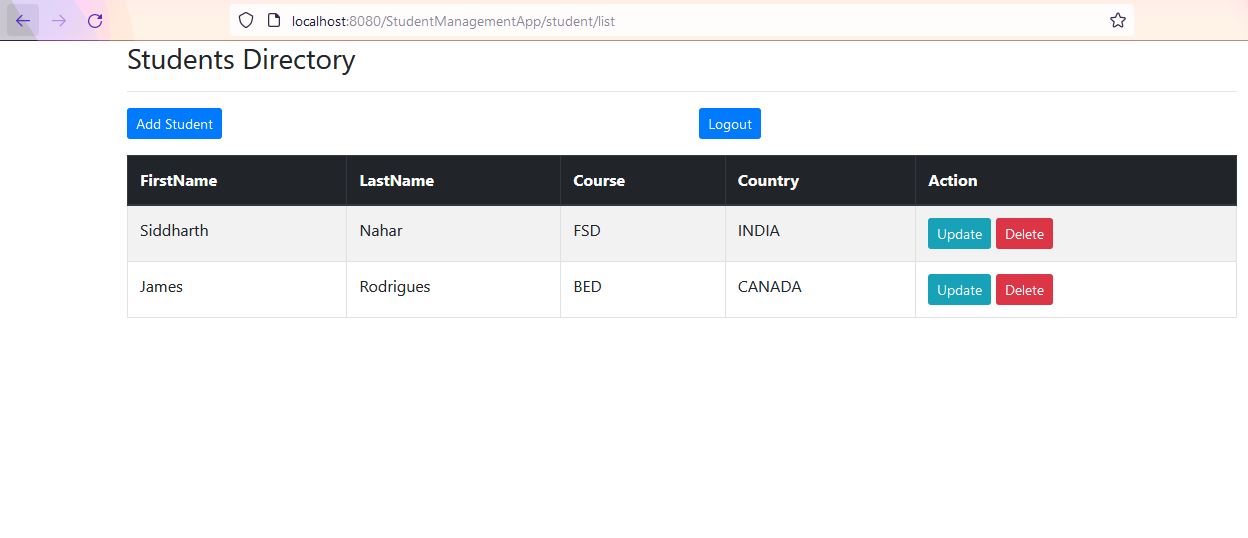 localhost:8080/StudentManagementApp/student/list
Students Directory
Add Student Logout
FirstName LastName Course Country Action
Siddharth Nahar FSD INDIA Update Delete
James Rodrigues BED CANADA Update Delete